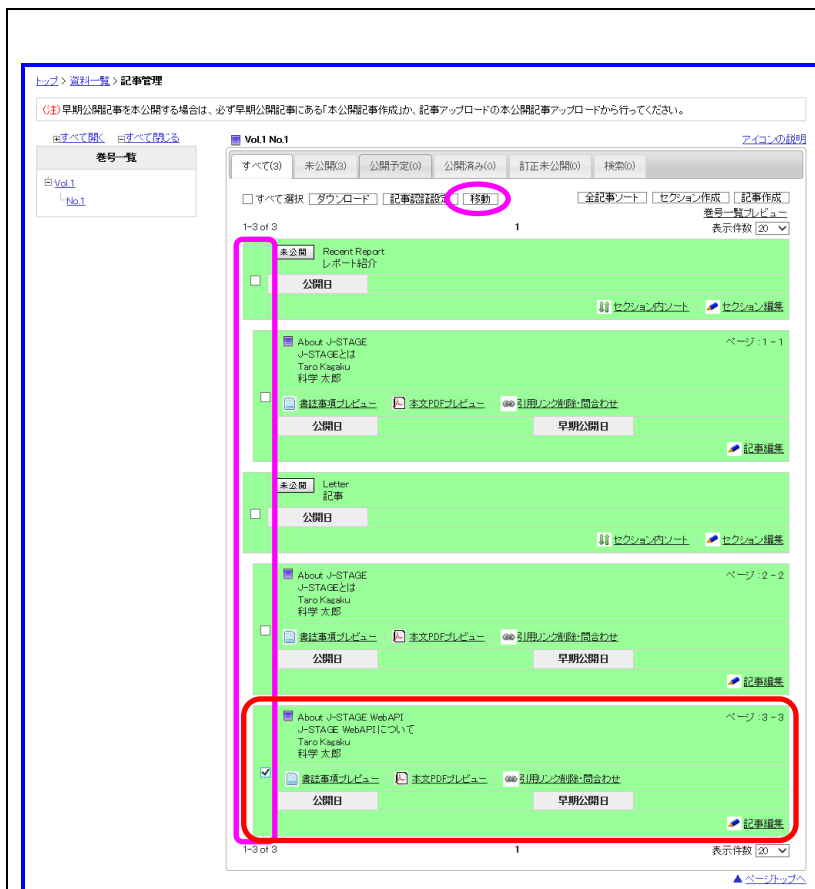 トップ > 資料一覧 > 記事管理
(注)早期公開記事を本公開する場合は、必ず早期公開記事にある「本公開記事作成」か、記事アップロードの本公開記事アップロードから行ってください。
すべて開く すべて閉じる
巻号一覧
Vol.1
No.1
Vol.1 No.1 アイコンの説明
すべて(3) 未公開(3) 公開予定(0) 公開済み(0) 訂正未公開(0) 検索(0)
すべて選択 ダウンロード 記事認証設定 移動 全記事ソート セクション作成 記事作成
巻号一覧プレビュー
1-3 of 3 1 表示件数 20
未公開 Recent Report
レポート紹介
公開日
セクション内ソート セクション編集
About J-STAGE ページ:1-1
J-STAGEとは
Taro Kagaku
科学 太郎
書誌事項プレビュー 本文PDFプレビュー 引用リンク削除・問合わせ
公開日 早期公開日
記事編集
未公開 Letter
記事
公開日
セクション内ソート セクション編集
About J-STAGE ページ:2-2
J-STAGEとは
Taro Kagaku
科学 太郎
書誌事項プレビュー 本文PDFプレビュー 引用リンク削除・問合わせ
公開日 早期公開日
記事編集
About J-STAGE WebAPI ページ:3-3
J-STAGE WebAPIについて
Taro Kagaku
科学 太郎
書誌事項プレビュー 本文PDFプレビュー 引用リンク削除・問合わせ
公開日 早期公開日
記事編集
1-3 of 3 1 表示件数 20
▲ ページトップへ